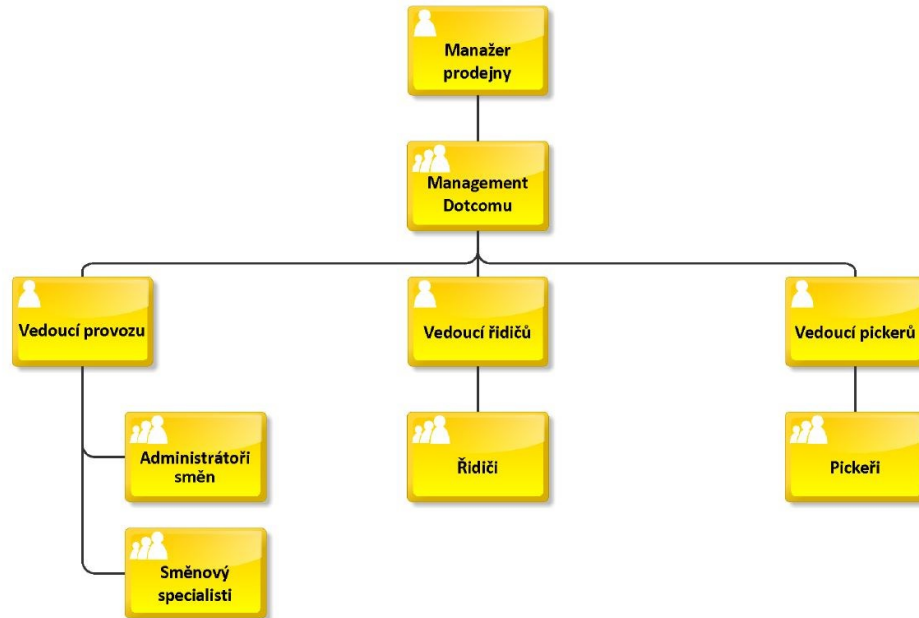 Manažer
prodejny
Management
Dotcomu
Vedoucí provozu
Vedoucí řidičů
Vedoucí pickerů
Administrátoři
směn
Řidiči
Pickeři
Směnový
specialisti